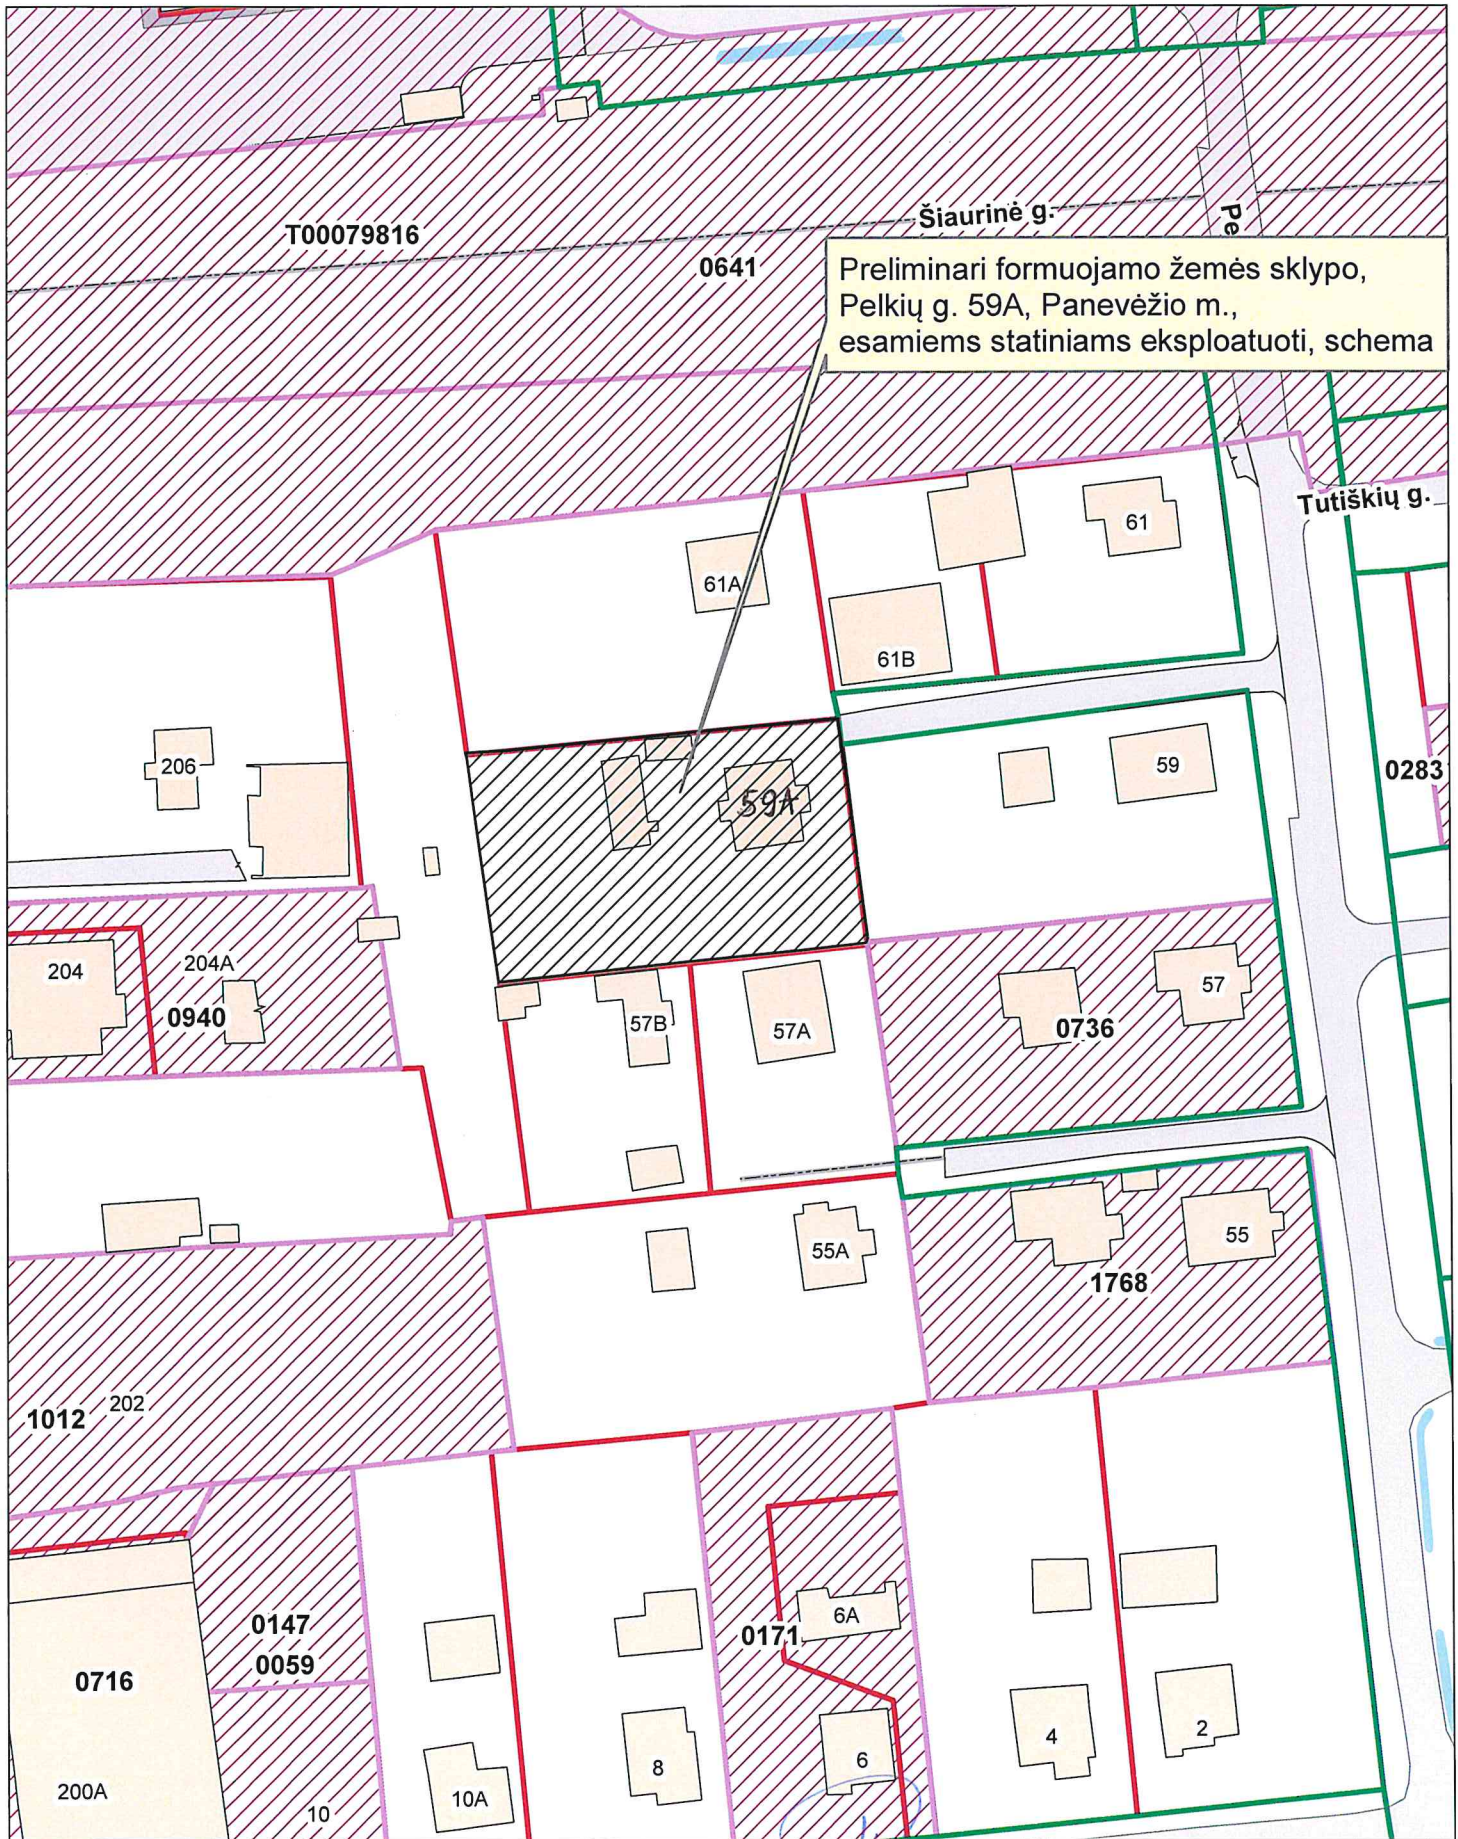 Šiaurinė g.
Pe
T00079816
0641
Preliminari formuojamo žemės sklypo,
Pelkių g. 59A, Panevėžio m.,
esamiems statiniams eksploatuoti, schema
Tutiškių g.
61
61A
61B
206
59
0283
59A
204
204A
0940
57
57B
57A
0736
55A
55
1768
202
1012
0147
0059
0716
6A
0171
4
2
8
6
200A
10
10A